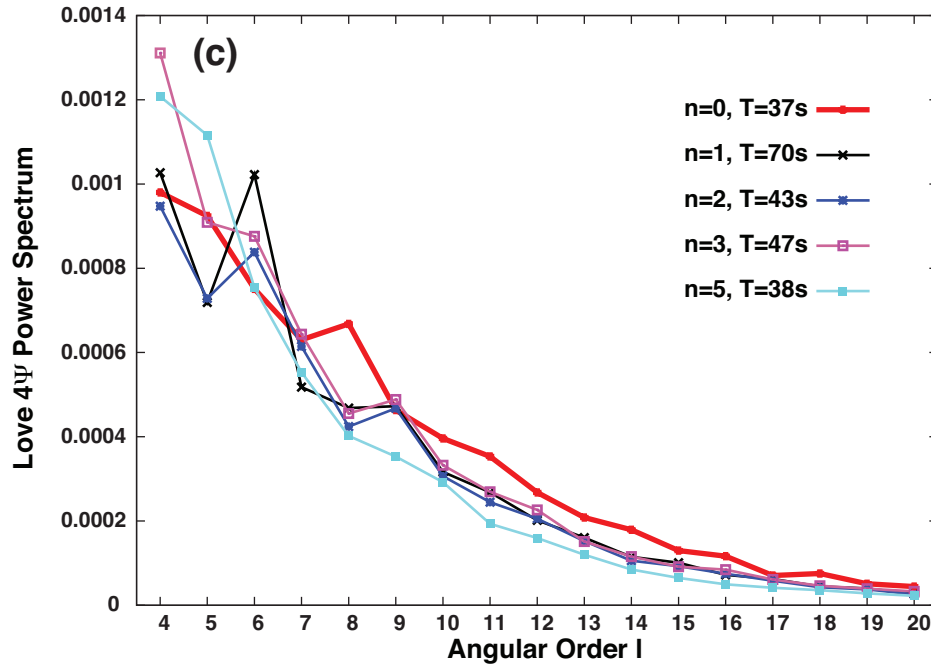 0.0014
(c)
0.0012
n=0, T=37s
n=1, T=70s
0.001
n=2, T=43s
0.0008
n=3, T=47s
n=5, T=38s
0.0006
0.0004
0.0002
0
Love 4Ψ Power Spectrum
4 5 6 7 8 9 10 11 12 13 14 15 16 17 18 19 20
Angular Order l